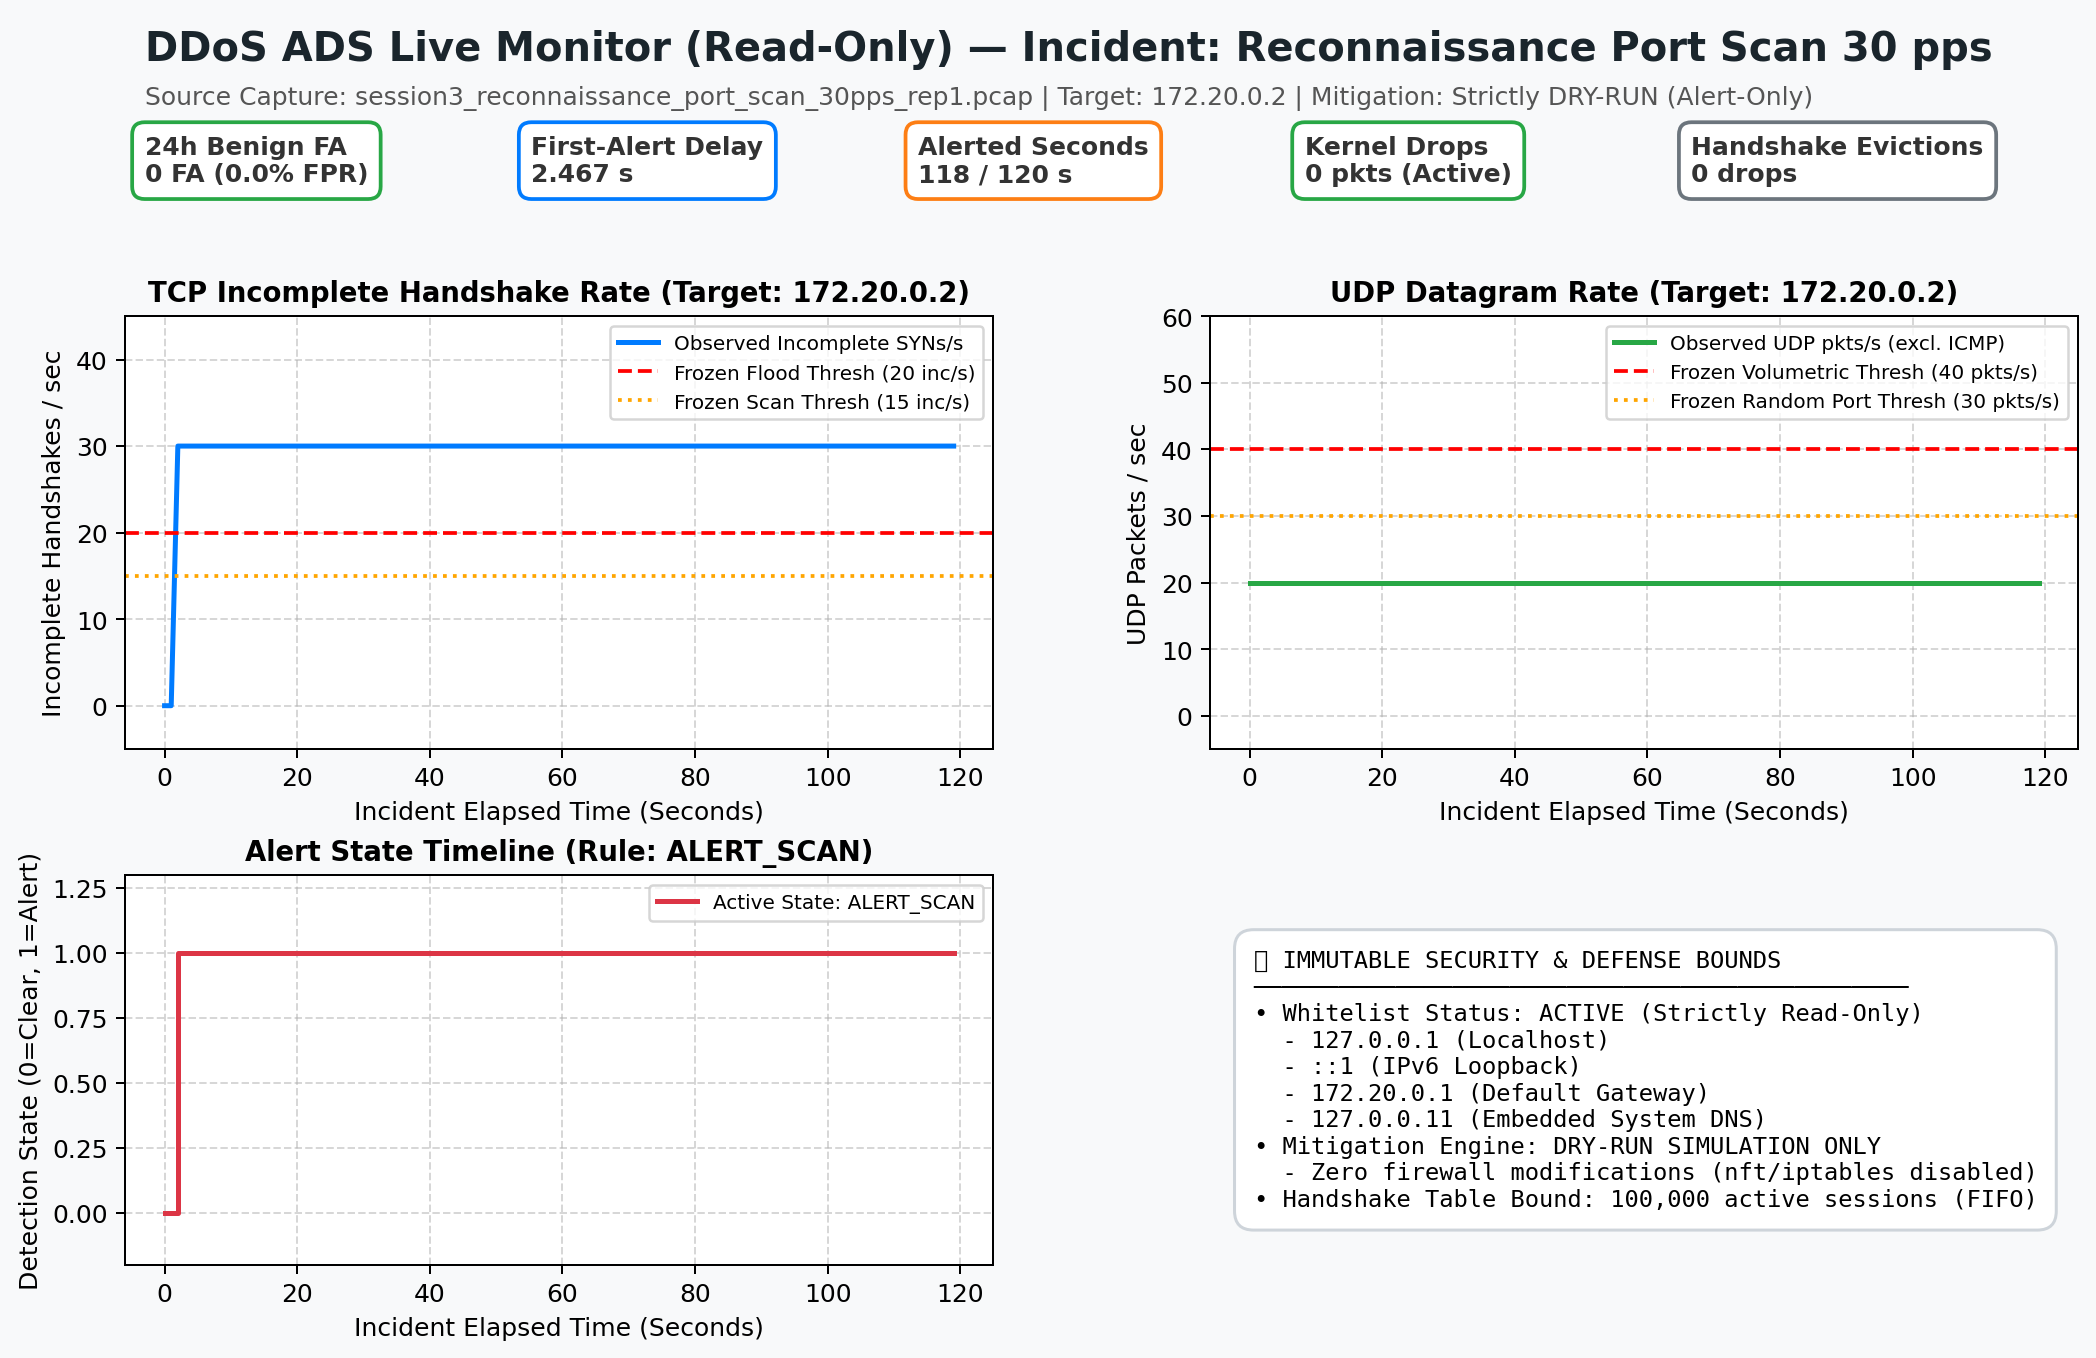 DDoS ADS Live Monitor (Read-Only) — Incident: Reconnaissance Port Scan 30 pps
Source Capture: session3_reconnaissance_port_scan_30pps_rep1.pcap | Target: 172.20.0.2 | Mitigation: Strictly DRY-RUN (Alert-Only)
24h Benign FA
0 FA (0.0% FPR)
First-Alert Delay
2.467 s
Alerted Seconds
118 / 120 s
Kernel Drops
0 pkts (Active)
Handshake Evictions
0 drops
TCP Incomplete Handshake Rate (Target: 172.20.0.2)
Incomplete Handshakes / sec
40
30
20
10
0
Observed Incomplete SYNs/s
Frozen Flood Thresh (20 inc/s)
Frozen Scan Thresh (15 inc/s)
0 20 40 60 80 100 120
Incident Elapsed Time (Seconds)
UDP Datagram Rate (Target: 172.20.0.2)
UDP Packets / sec
60
50
40
30
20
10
0
Observed UDP pkts/s (excl. ICMP)
Frozen Volumetric Thresh (40 pkts/s)
Frozen Random Port Thresh (30 pkts/s)
0 20 40 60 80 100 120
Incident Elapsed Time (Seconds)
Alert State Timeline (Rule: ALERT_SCAN)
Detection State (0=Clear, 1=Alert)
1.25
1.00
0.75
0.50
0.25
0.00
Active State: ALERT_SCAN
0 20 40 60 80 100 120
Incident Elapsed Time (Seconds)
IMMUTABLE SECURITY & DEFENSE BOUNDS
• Whitelist Status: ACTIVE (Strictly Read-Only)
- 127.0.0.1 (Localhost)
- ::1 (IPv6 Loopback)
- 172.20.0.1 (Default Gateway)
- 127.0.0.11 (Embedded System DNS)
• Mitigation Engine: DRY-RUN SIMULATION ONLY
- Zero firewall modifications (nft/iptables disabled)
• Handshake Table Bound: 100,000 active sessions (FIFO)